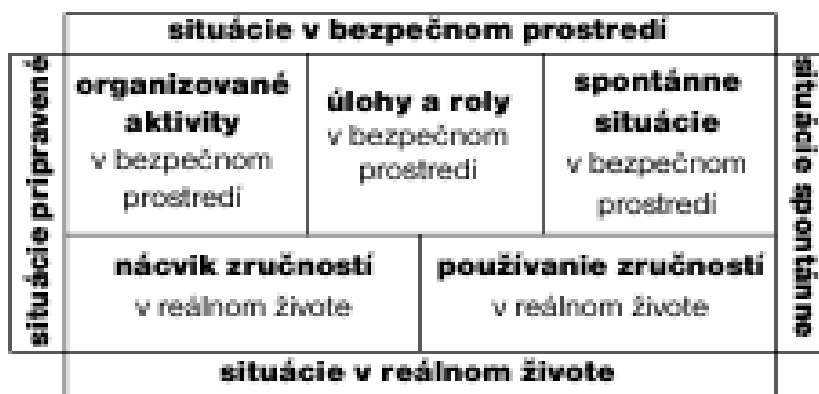 situácie v bezpečnom prostredí
situácie pripravené
organizované
aktivity
v bezpečnom
prostredí
úlohy a roly
v bezpečnom
prostredí
spontánne
situácie
v bezpečnom
prostredí
situácie spontánne
nácvik zručností
v reálnom živote
používanie zručností
v reálnom živote
situácie v reálnom živote